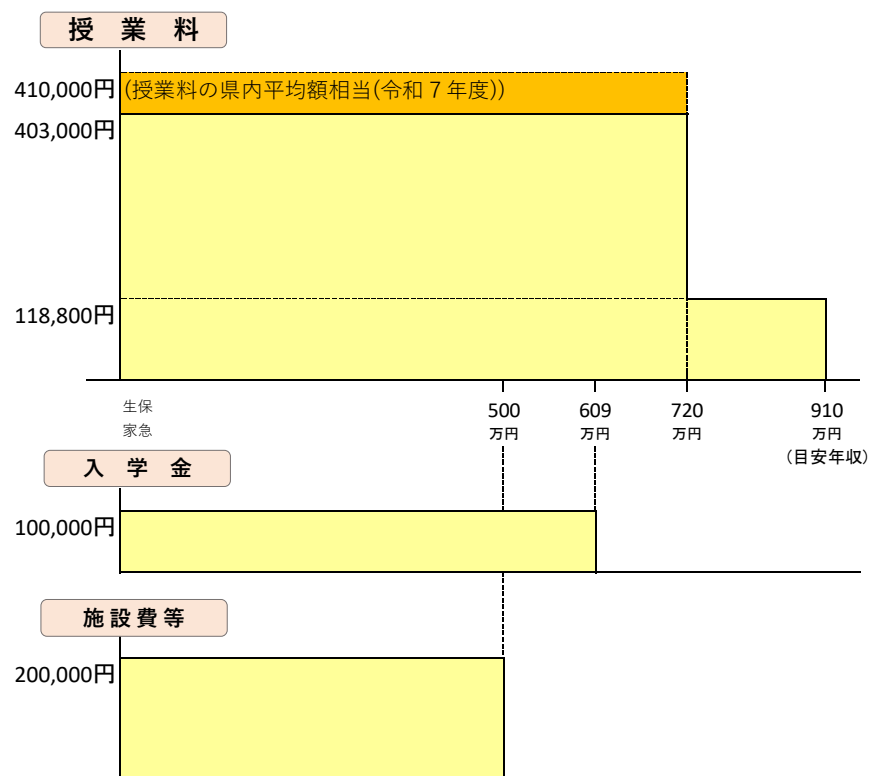 授業料
410,000円 (授業料の県内平均額相当(令和７年度))
403,000円
118,800円
生保
家急
500
万円
609
万円
720
万円
910
万円
(目安年収)
入学金
100,000円
施設費等
200,000円